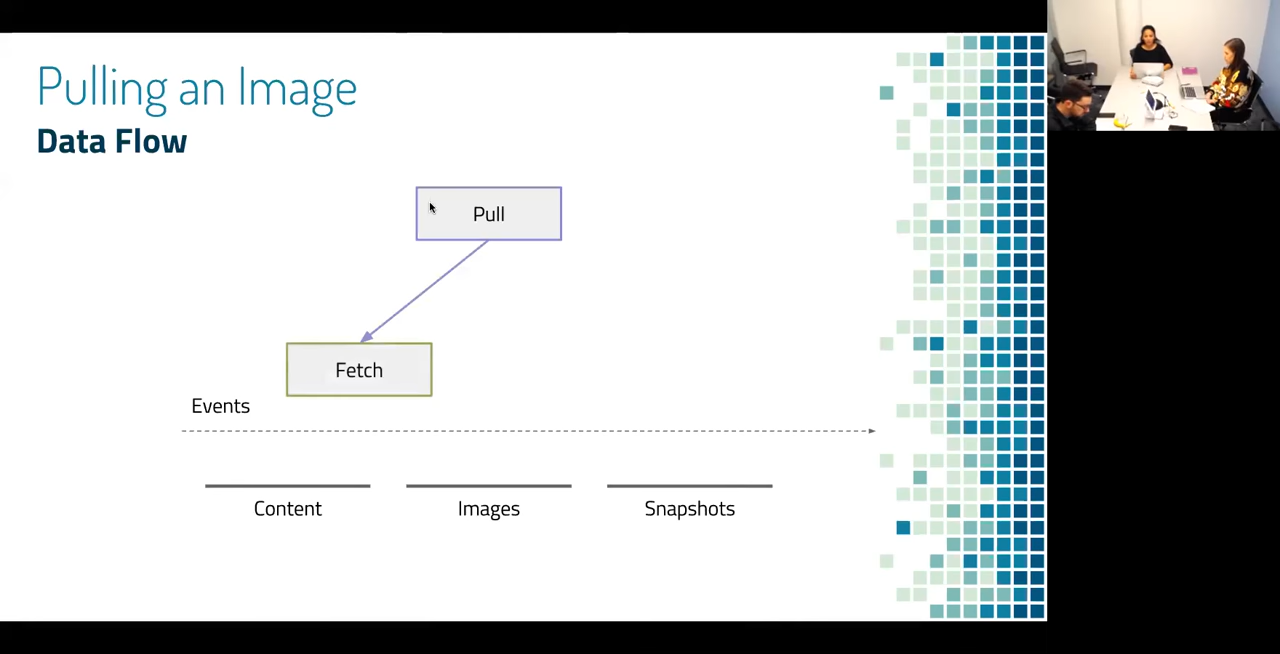 Pulling an Image
Data Flow
Pull
Fetch
Events
Content
Images
Snapshots